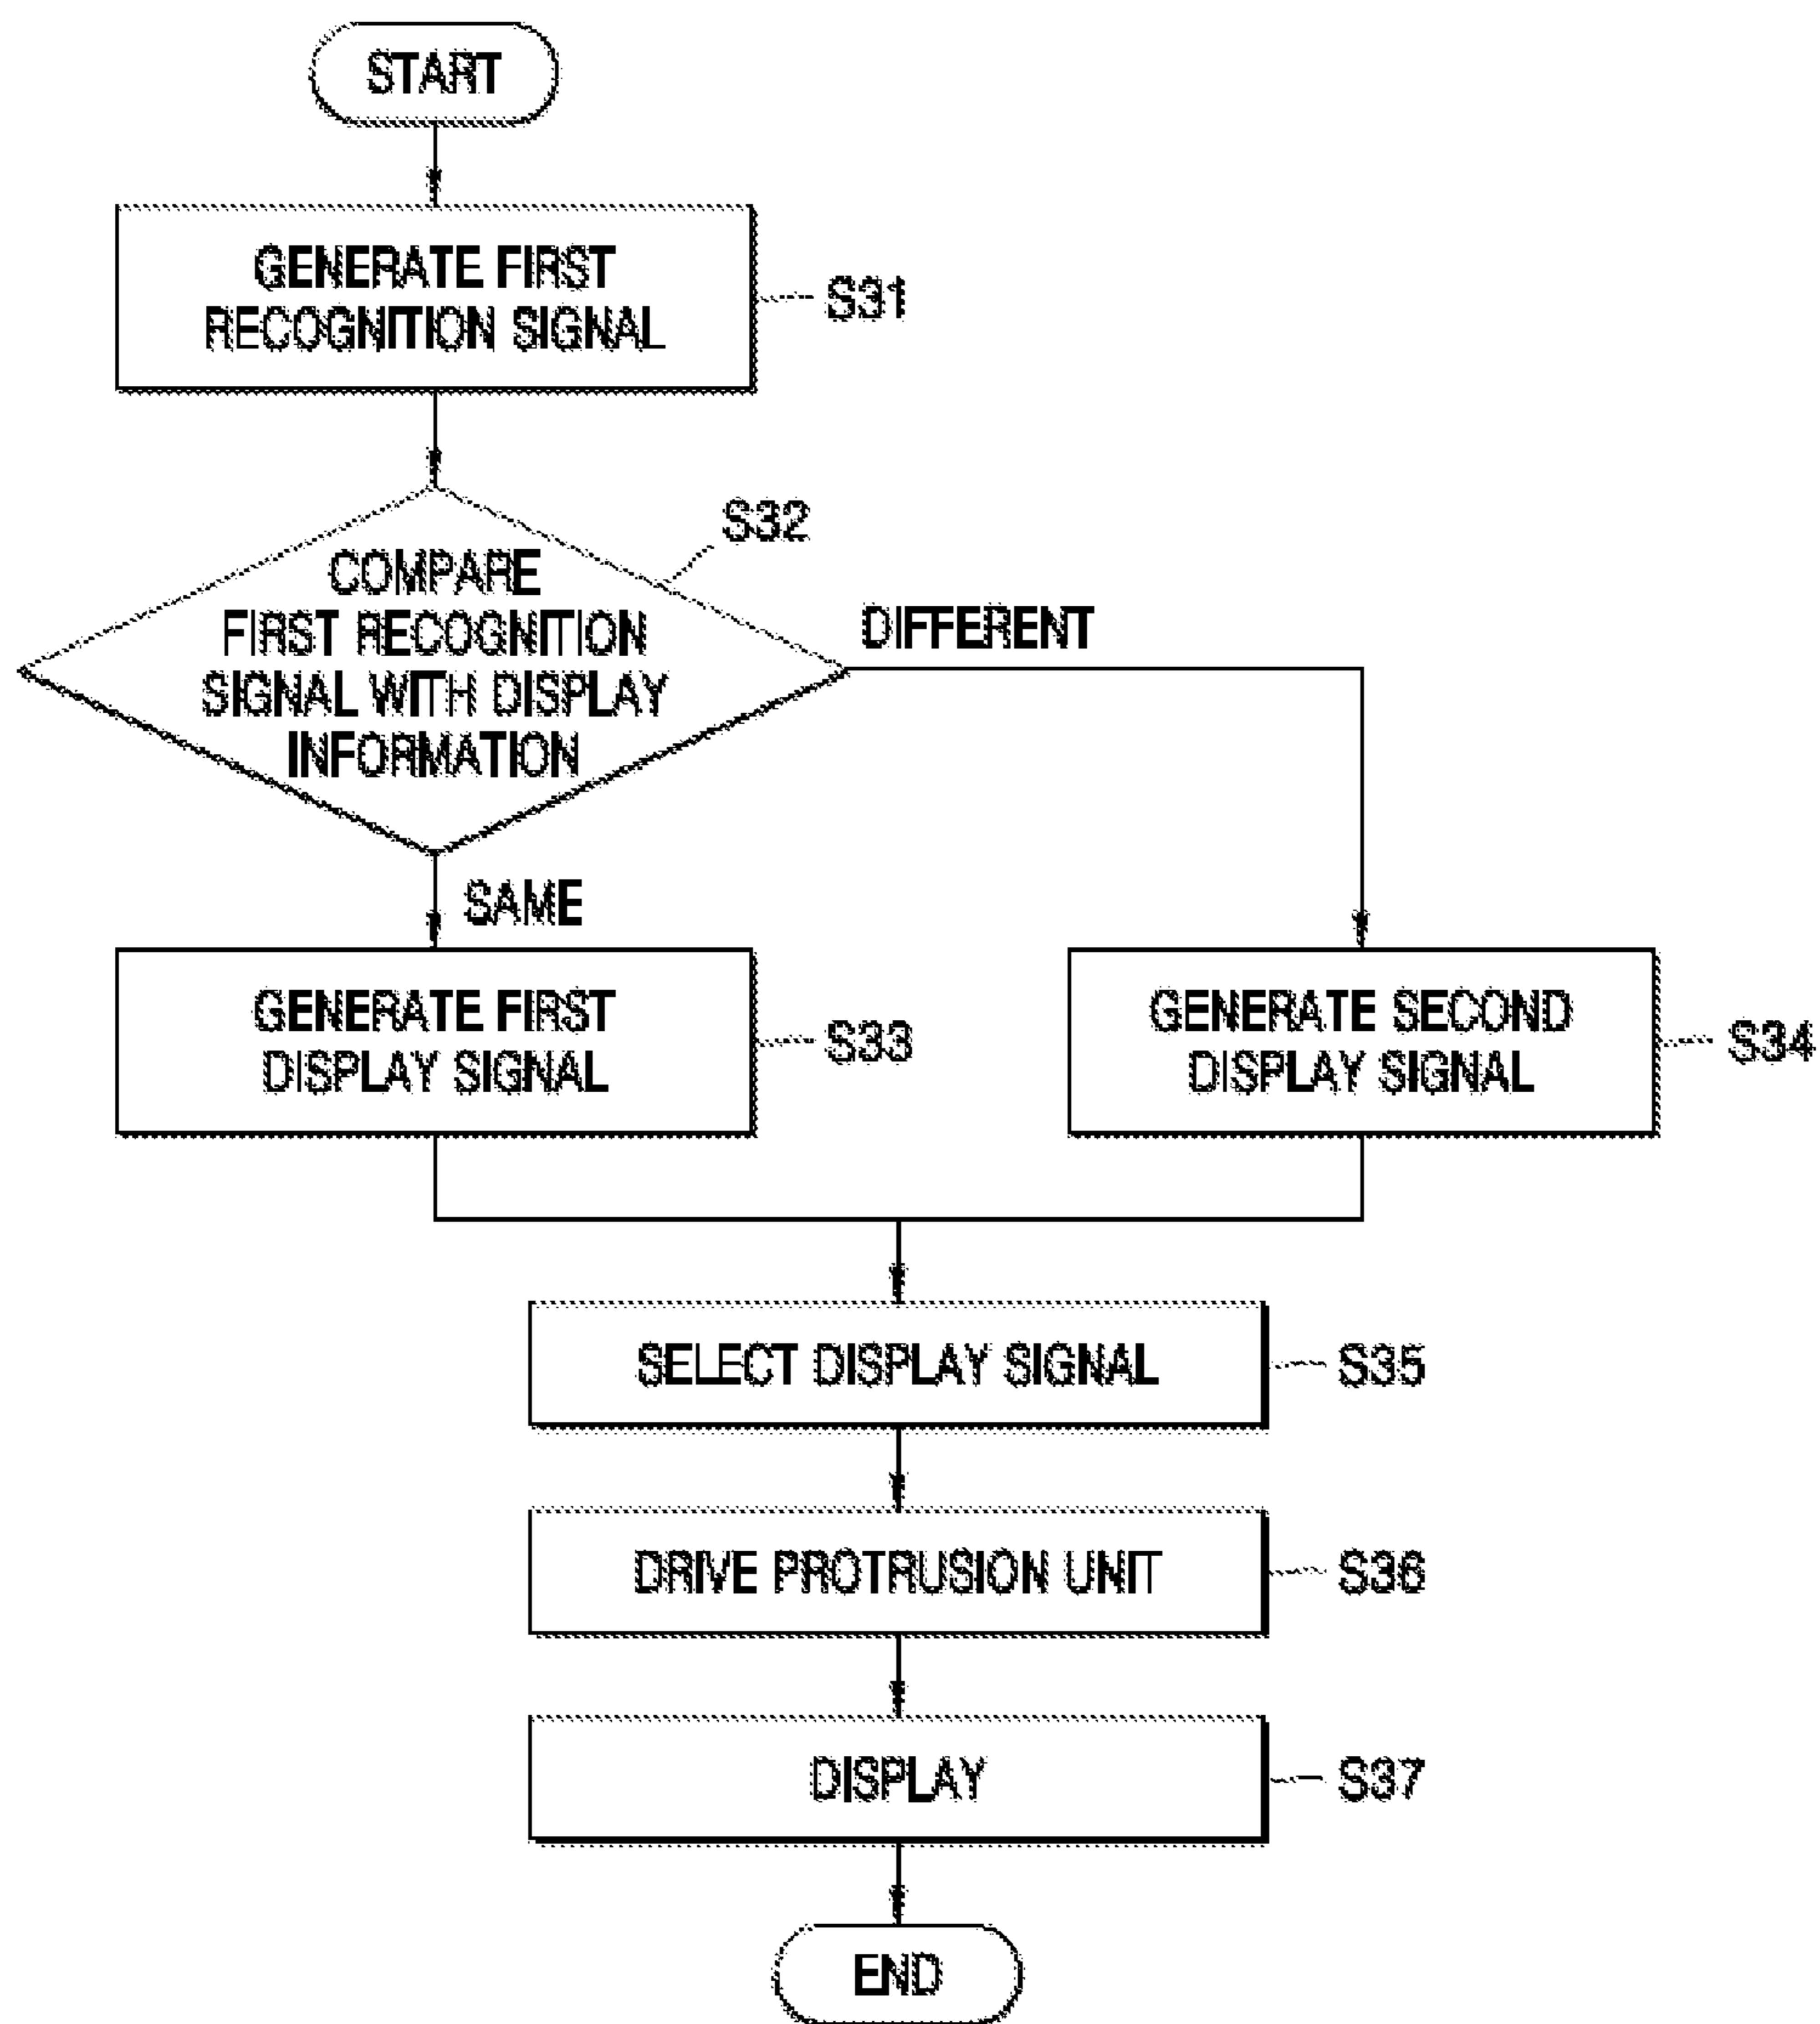 START
GENERATE FIRST
RECOGNITION SIGNAL
S31
S32
COMPARE
FIRST RECOGNITION
SIGNAL WITH DISPLAY
INFORMATION
DIFFERENT
SAME
GENERATE FIRST
DISPLAY SIGNAL
S33
GENERATE SECOND
DISPLAY SIGNAL
S34
SELECT DISPLAY SIGNAL
S35
DRIVE PROTRUSION UNIT
S36
DISPLAY
S37
END